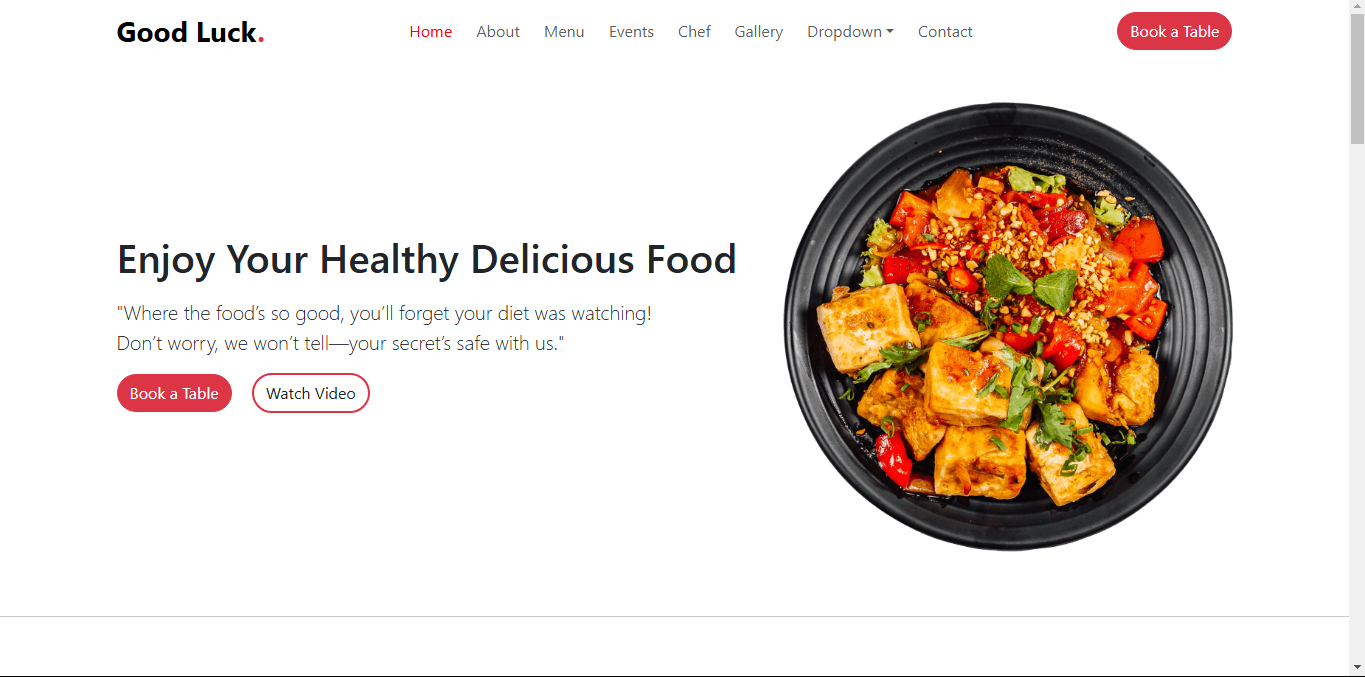 Good Luck.
Home About Menu Events Chef Gallery Dropdown Contact
Book a Table
Enjoy Your Healthy Delicious Food
"Where the food’s so good, you’ll forget your diet was watching!
Don’t worry, we won’t tell—your secret’s safe with us."
Book a Table
Watch Video